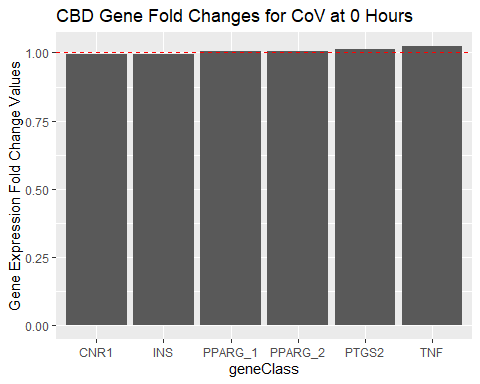 CBD Gene Fold Changes for CoV at 0 Hours
Gene Expression Fold Change Values
1.00
0.75
0.50
0.25
0.00
CNR1 INS PPARG_1 PPARG_2 PTGS2 TNF
geneClass